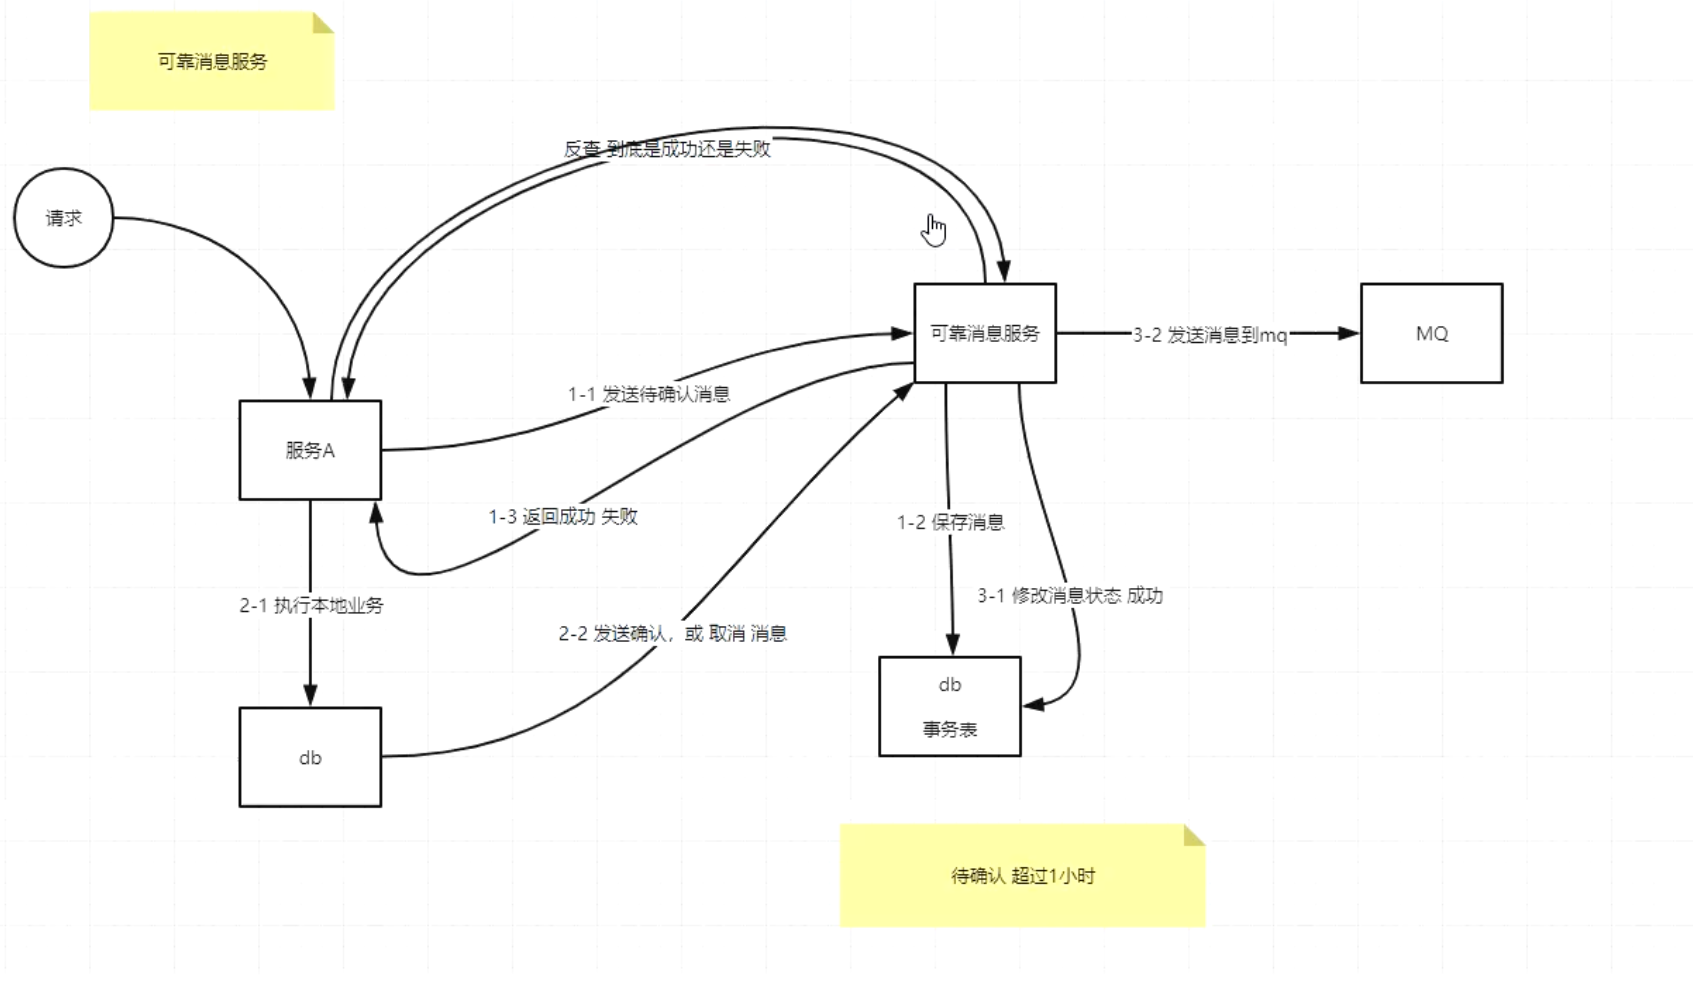 可靠消息服务
反查 到底是成功还是失败
请求
可靠消息服务
3-2 发送消息到mq
MQ
1-1 发送待确认消息
服务A
1-3 返回成功 失败
1-2 保存消息
3-1 修改消息状态 成功
2-1 执行本地业务
2-2 发送确认，或 取消 消息
db
事务表
db
待确认 超过1小时